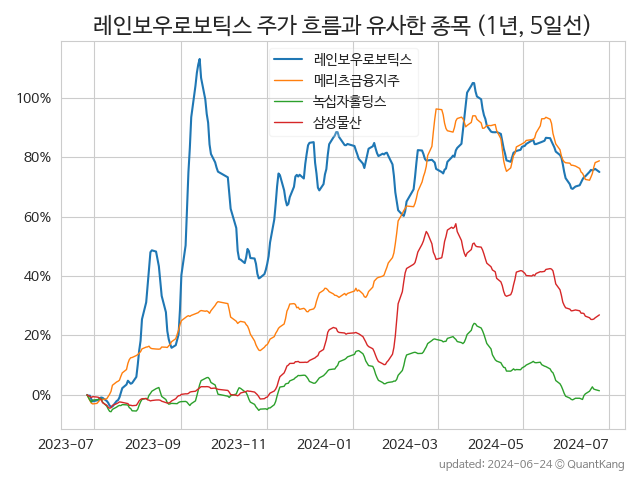 레인보우로보틱스 주가 흐름과 유사한 종목 (1년, 5일선)
레인보우로보틱스
메리츠금융지주
녹십자홀딩스
삼성물산
100%
80%
60%
40%
20%
0%
2023-07 2023-09 2023-11 2024-01 2024-03 2024-05 2024-07
updated: 2024-06-24 © QuantKang